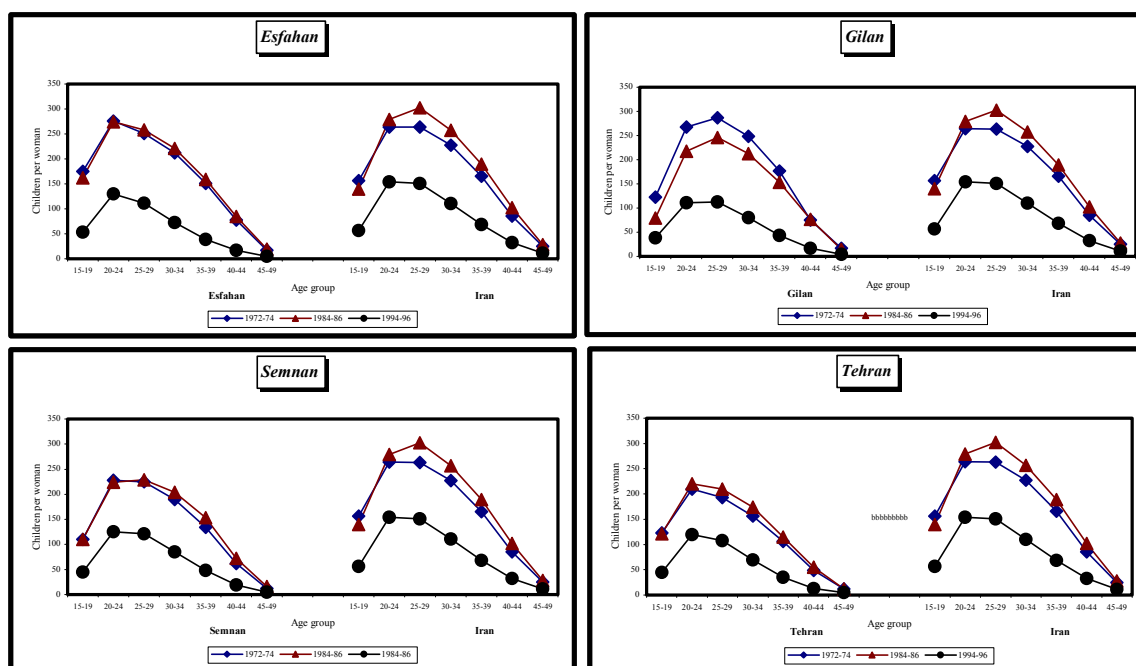 Esfahan
350
300
250
200
150
100
50
0
Children per woman
15-19 20-24 25-29 30-34 35-39 40-44 45-49 15-19 20-24 25-29 30-34 35-39 40-44 45-49
Age group
Esfahan Iran
1972-74 1984-86 1994-96
Gilan
350
300
250
200
150
100
50
0
Children per woman
15-19 20-24 25-29 30-34 35-39 40-44 45-49 15-19 20-24 25-29 30-34 35-39 40-44 45-49
Age group
Gilan Iran
1972-74 1984-86 1994-96
Semnan
350
300
250
200
150
100
50
0
Children per woman
15-19 20-24 25-29 30-34 35-39 40-44 45-49 15-19 20-24 25-29 30-34 35-39 40-44 45-49
Age group
Semnan Iran
1972-74 1984-86 1984-86
Tehran
350
300
250
200
150
100
50
0
Children per woman
bbbbbbbbb
15-19 20-24 25-29 30-34 35-39 40-44 45-49 15-19 20-24 25-29 30-34 35-39 40-44 45-49
Age group
Tehran Iran
1972-74 1984-86 1994-96